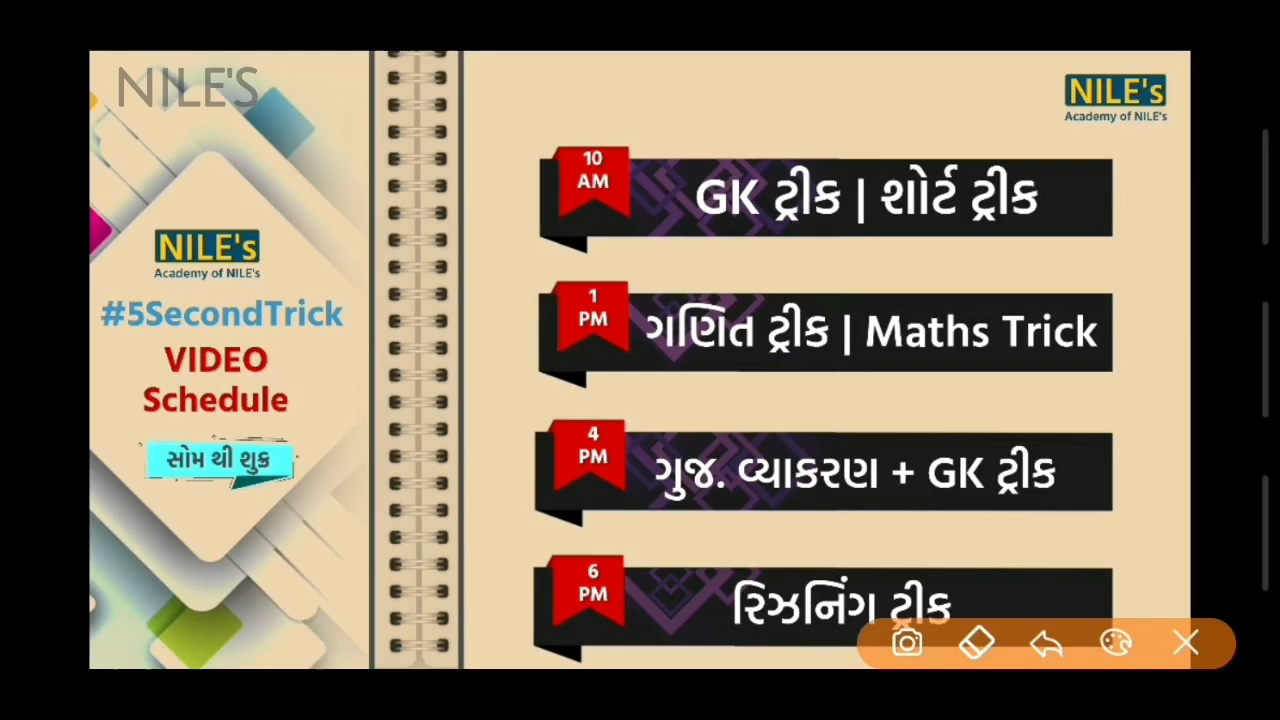 NILE'S
NILE's
Academy of NILE's
NILE's
Academy of NILE's
#5SecondTrick
VIDEO
Schedule
સોમ થી શુક્ર
10
AM
GK ટ્રીક | શોર્ટ ટ્રીક
1
PM
ગણિત ટ્રીક | Maths Trick
4
PM
ગુજ. વ્યાકરણ + GK ટ્રીક
6
PM
રિઝનિંગ ટ્રીક